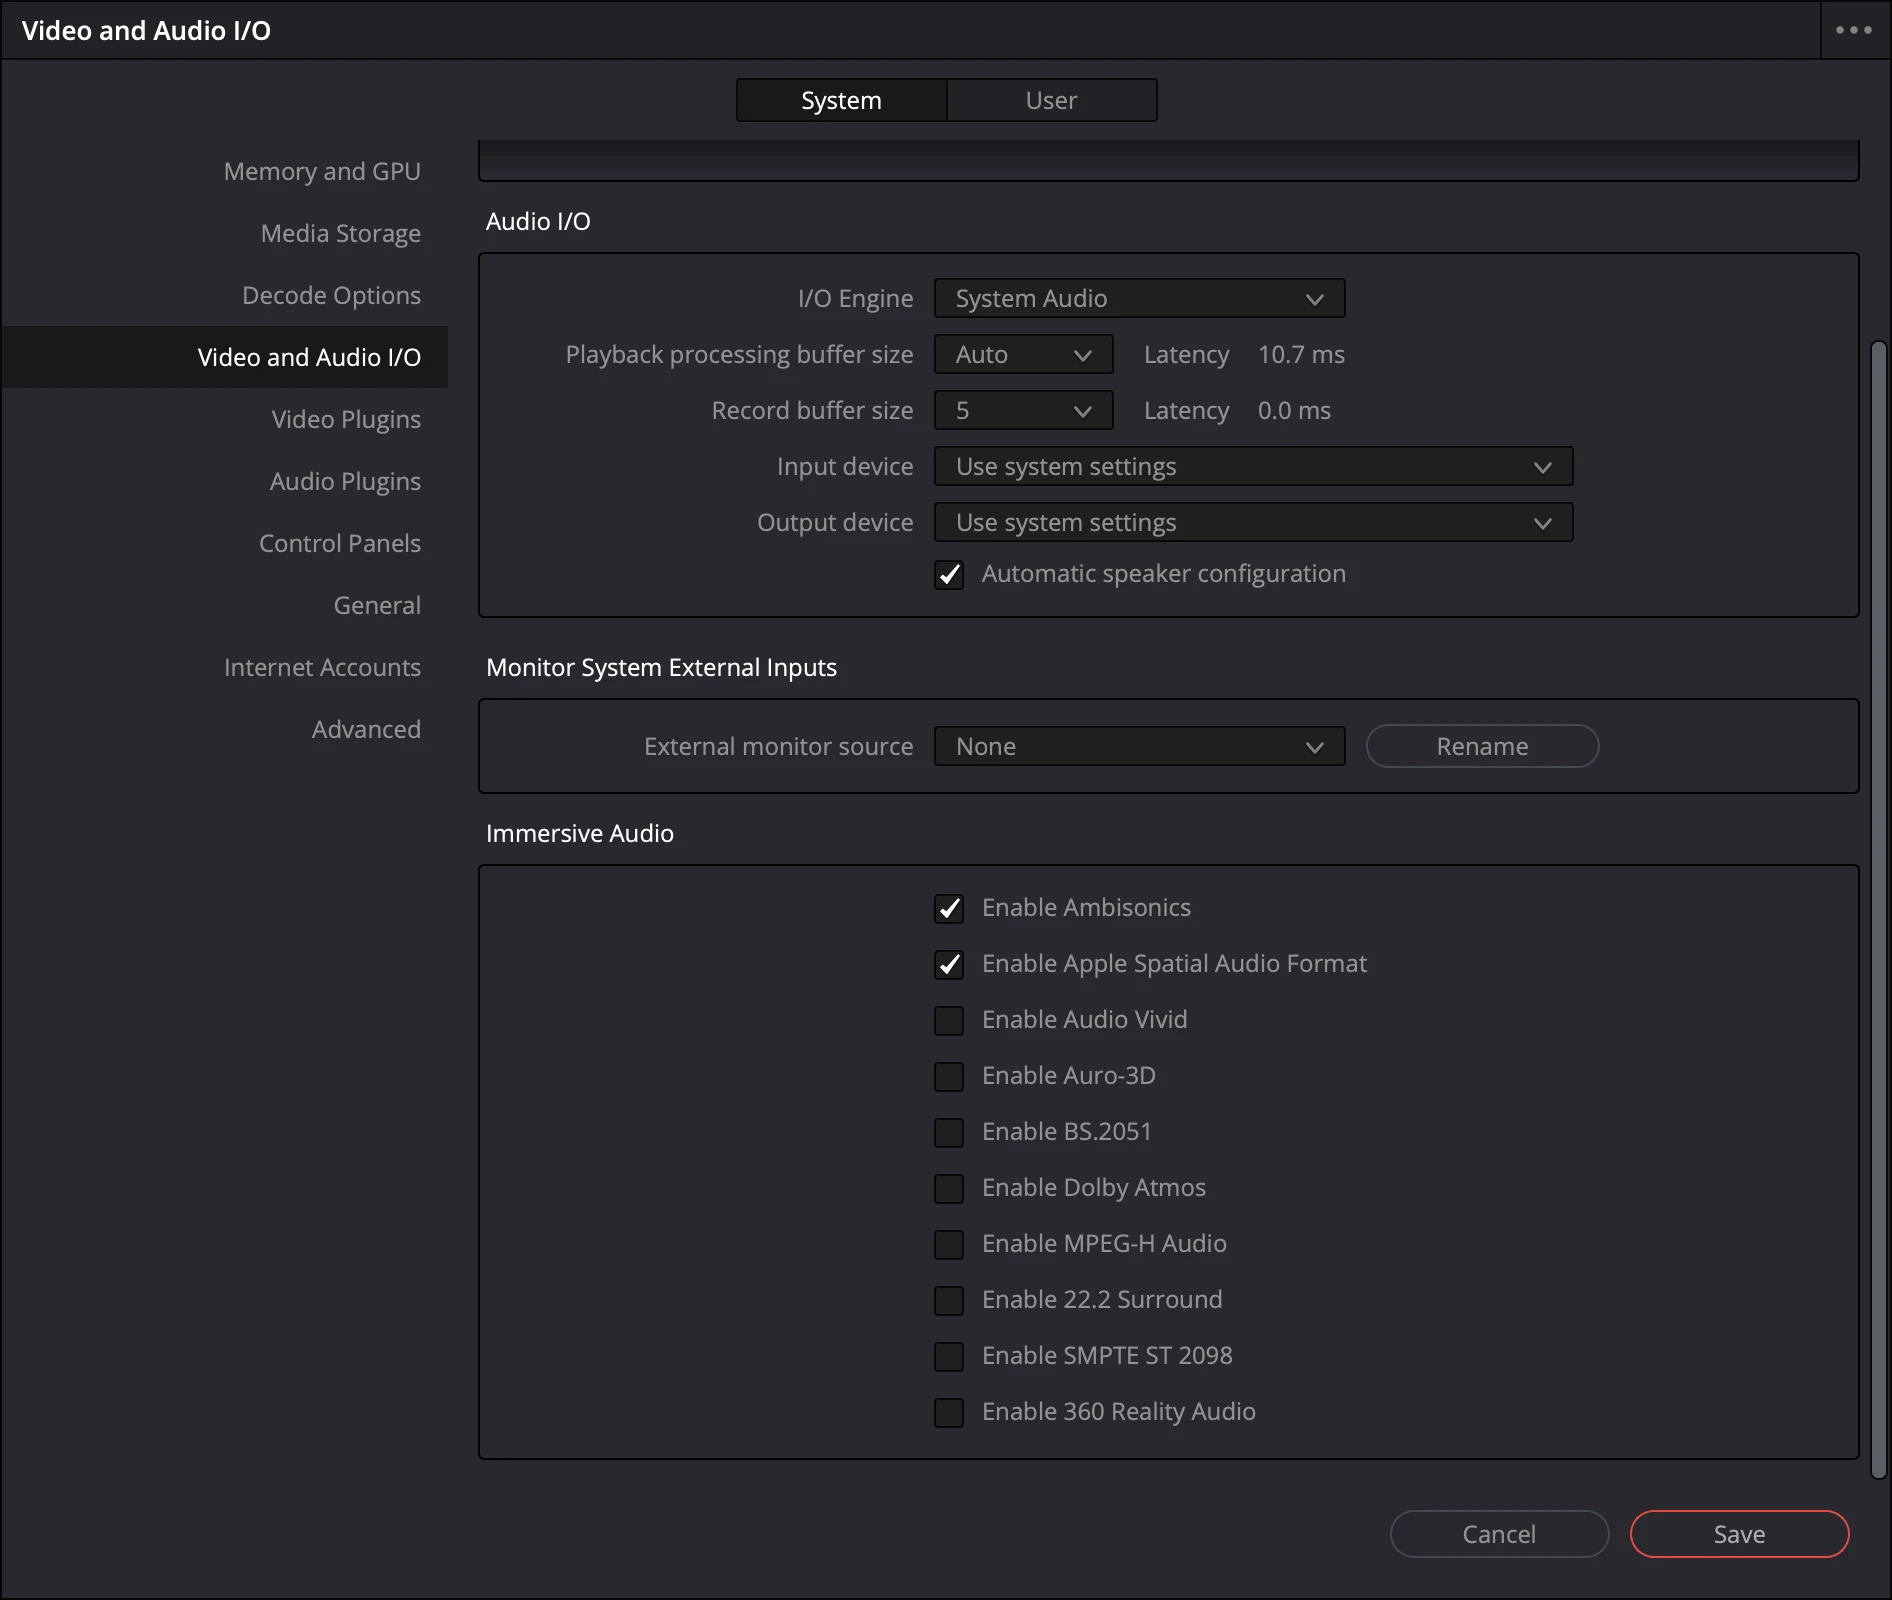 Video and Audio I/O
System
User
Memory and GPU
Media Storage
Decode Options
Video and Audio I/O
Video Plugins
Audio Plugins
Control Panels
General
Internet Accounts
Advanced
Audio I/O
I/O Engine System Audio
Playback processing buffer size Auto Latency 10.7 ms
Record buffer size 5 Latency 0.0 ms
Input device Use system settings
Output device Use system settings
Automatic speaker configuration
Monitor System External Inputs
External monitor source None Rename
Immersive Audio
Enable Ambisonics
Enable Apple Spatial Audio Format
Enable Audio Vivid
Enable Auro-3D
Enable BS.2051
Enable Dolby Atmos
Enable MPEG-H Audio
Enable 22.2 Surround
Enable SMPTE ST 2098
Enable 360 Reality Audio
Cancel
Save